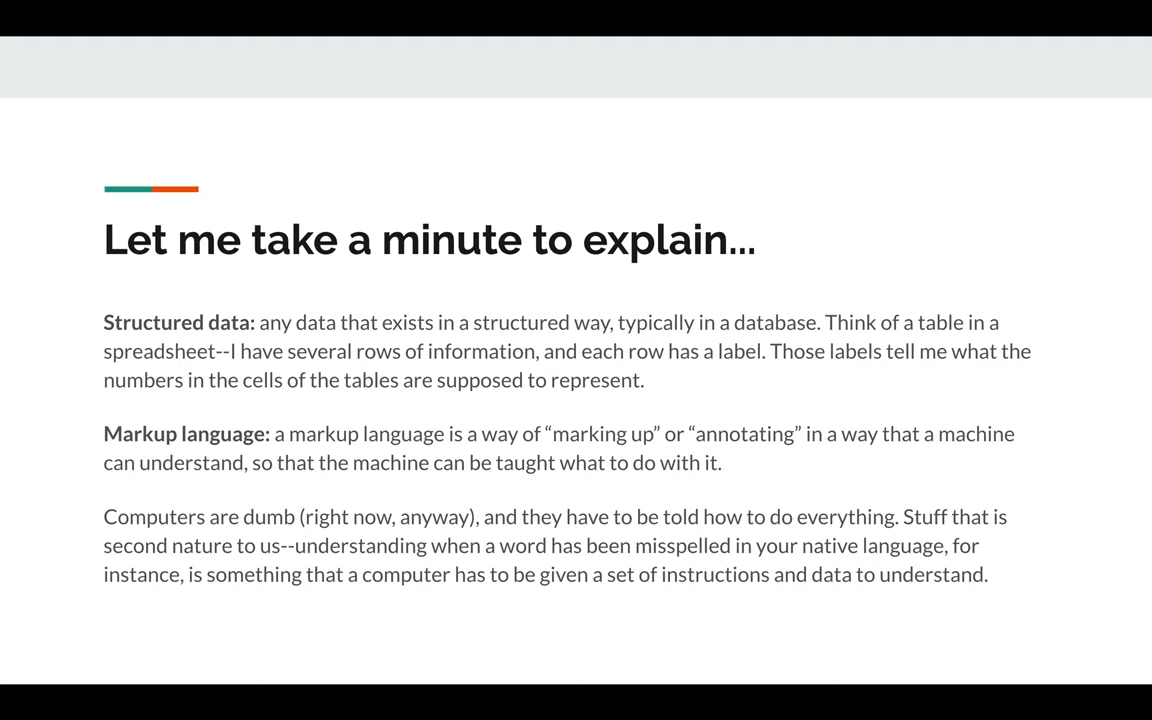 Let me take a minute to explain...
Structured data: any data that exists in a structured way, typically in a database. Think of a table in a
spreadsheet--I have several rows of information, and each row has a label. Those labels tell me what the
numbers in the cells of the tables are supposed to represent.
Markup language: a markup language is a way of “marking up” or “annotating” in a way that a machine
can understand, so that the machine can be taught what to do with it.
Computers are dumb (right now, anyway), and they have to be told how to do everything. Stuff that is
second nature to us--understanding when a word has been misspelled in your native language, for
instance, is something that a computer has to be given a set of instructions and data to understand.